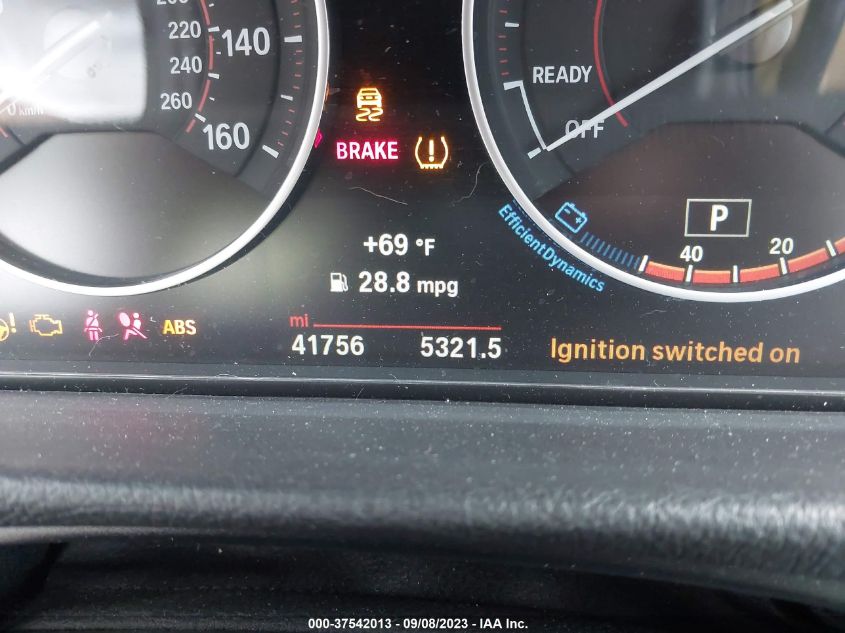 220
240
260
km/h
140
160
READY
OFF
BRAKE
(!)
EfficientDynamics
P
+69 °F
28.8 mpg
40
20
!
ABS
mi
41756 5321.5
Ignition switched on
000-37542013 - 09/08/2023 - IAA Inc.